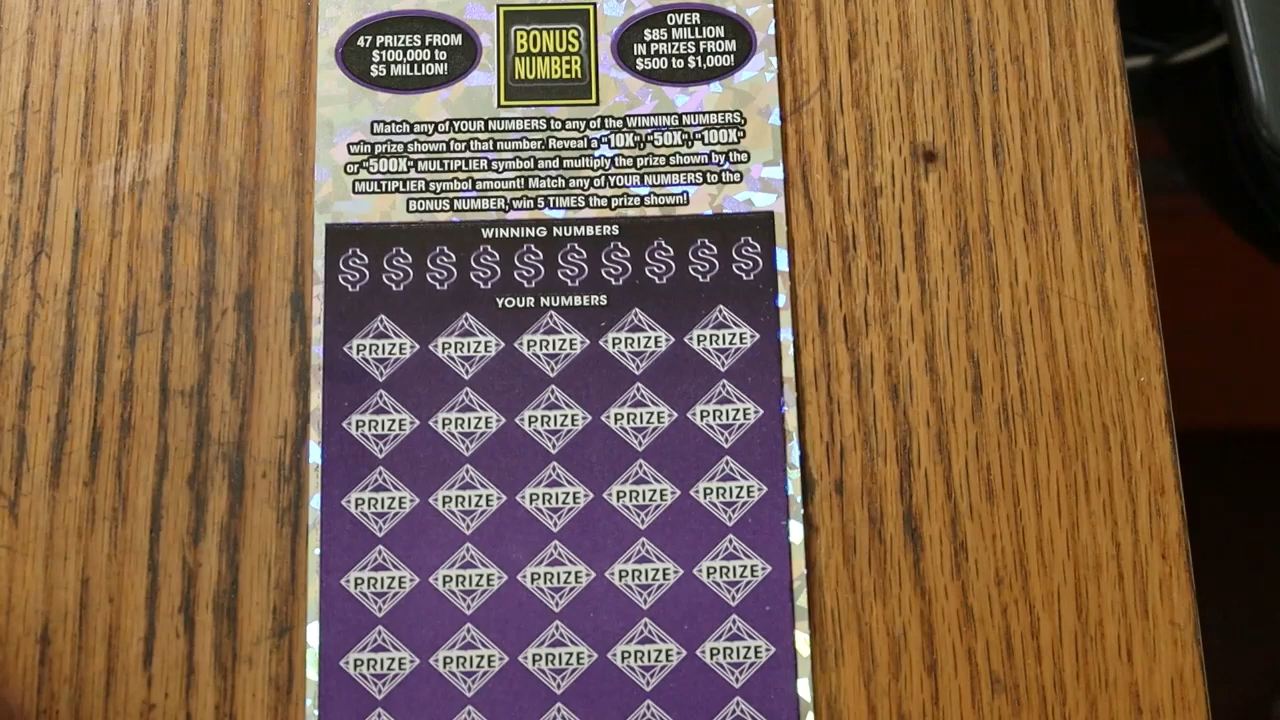 47 PRIZES FROM
$100,000 to
$5 MILLION!
BONUS
NUMBER
OVER
$85 MILLION
IN PRIZES FROM
$500 to $1,000!
Match any of YOUR NUMBERS to any of the WINNING NUMBERS,
win prize shown for that number. Reveal a "10X", "50X", "100X"
or "500X" MULTIPLIER symbol and multiply the prize shown by the
MULTIPLIER symbol amount! Match any of YOUR NUMBERS to the
BONUS NUMBER, win 5 TIMES the prize shown!
WINNING NUMBERS
$ $ $ $ $ $ $ $ $ $
YOUR NUMBERS
PRIZE PRIZE PRIZE PRIZE PRIZE
PRIZE PRIZE PRIZE PRIZE PRIZE
PRIZE PRIZE PRIZE PRIZE PRIZE
PRIZE PRIZE PRIZE PRIZE PRIZE
PRIZE PRIZE PRIZE PRIZE PRIZE